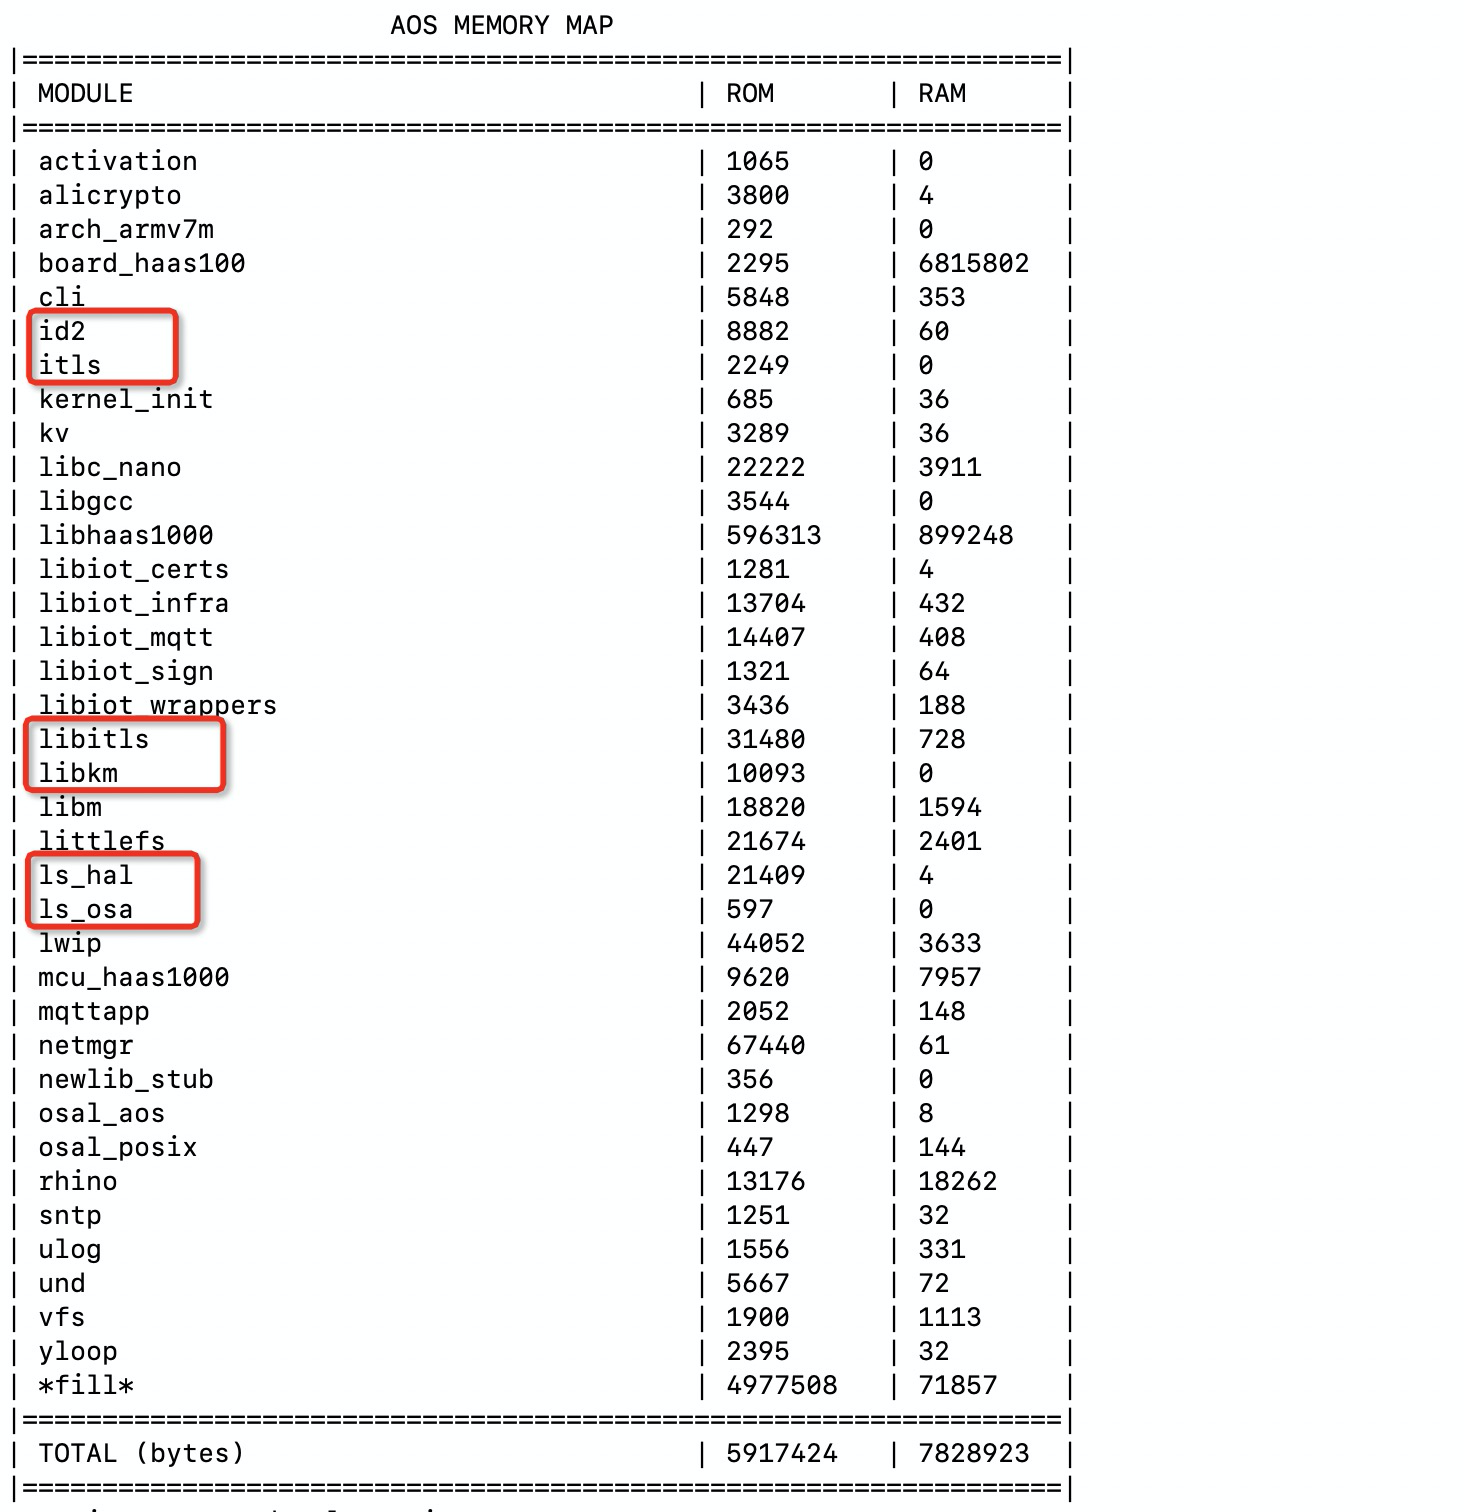 AOS MEMORY MAP
|=================================================================|
| MODULE | ROM | RAM |
|=================================================================|
| activation | 1065 | 0 |
| alicrypto | 3800 | 4 |
| arch_armv7m | 292 | 0 |
| board_haas100 | 2295 | 6815802 |
| cli | 5848 | 353 |
| id2 | 8882 | 60 |
| itls | 2249 | 0 |
| kernel_init | 685 | 36 |
| kv | 3289 | 36 |
| libc_nano | 22222 | 3911 |
| libgcc | 3544 | 0 |
| libhaas1000 | 596313 | 899248 |
| libiot_certs | 1281 | 4 |
| libiot_infra | 13704 | 432 |
| libiot_mqtt | 14407 | 408 |
| libiot_sign | 1321 | 64 |
| libiot_wrappers | 3436 | 188 |
| libitls | 31480 | 728 |
| libkm | 10093 | 0 |
| libm | 18820 | 1594 |
| littlefs | 21674 | 2401 |
| ls_hal | 21409 | 4 |
| ls_osa | 597 | 0 |
| lwip | 44052 | 3633 |
| mcu_haas1000 | 9620 | 7957 |
| mqttapp | 2052 | 148 |
| netmgr | 67440 | 61 |
| newlib_stub | 356 | 0 |
| osal_aos | 1298 | 8 |
| osal_posix | 447 | 144 |
| rhino | 13176 | 18262 |
| sntp | 1251 | 32 |
| ulog | 1556 | 331 |
| und | 5667 | 72 |
| vfs | 1900 | 1113 |
| yloop | 2395 | 32 |
| *fill* | 4977508 | 71857 |
|=================================================================|
| TOTAL (bytes) | 5917424 | 7828923 |
|=================================================================|